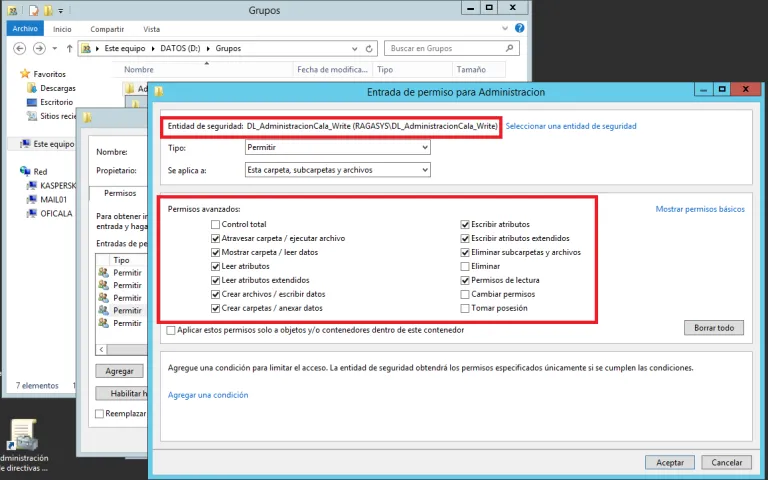 Grupos
Archivo Inicio Compartir Vista
Este equipo DATOS (D:) Grupos
Buscar en Grupos
Nombre Fecha de modifica... Tipo Tamaño
Favoritos
Descargas
Escritorio
Sitios recie
Este equipo
Red
KASPERSK
MAIL01
OFICALA
7 elementos
Ad
Nombre:
Propietario:
Permisos
Para obtener in
entrada y haga
Entradas de pe
Tipo
Permitir
Permitir
Permitir
Permitir
Permitir
Agregar
Habilitar h
Reemplazar
Entrada de permiso para Administracion
Entidad de seguridad: DL_AdministracionCala_Write (RAGASYS\DL_AdministracionCala_Write) Seleccionar una entidad de seguridad
Tipo: Permitir
Se aplica a: Esta carpeta, subcarpetas y archivos
Permisos avanzados: Mostrar permisos básicos
Control total Escribir atributos
Atravesar carpeta / ejecutar archivo Escribir atributos extendidos
Mostrar carpeta / leer datos Eliminar subcarpetas y archivos
Leer atributos Eliminar
Leer atributos extendidos Permisos de lectura
Crear archivos / escribir datos Cambiar permisos
Crear carpetas / anexar datos Tomar posesión
Aplicar estos permisos solo a objetos y/o contenedores dentro de este contenedor
Borrar todo
Agregue una condición para limitar el acceso. La entidad de seguridad obtendrá los permisos especificados únicamente si se cumplen las condiciones.
Agregar una condición
Aceptar Cancelar
dministración
de directivas ...